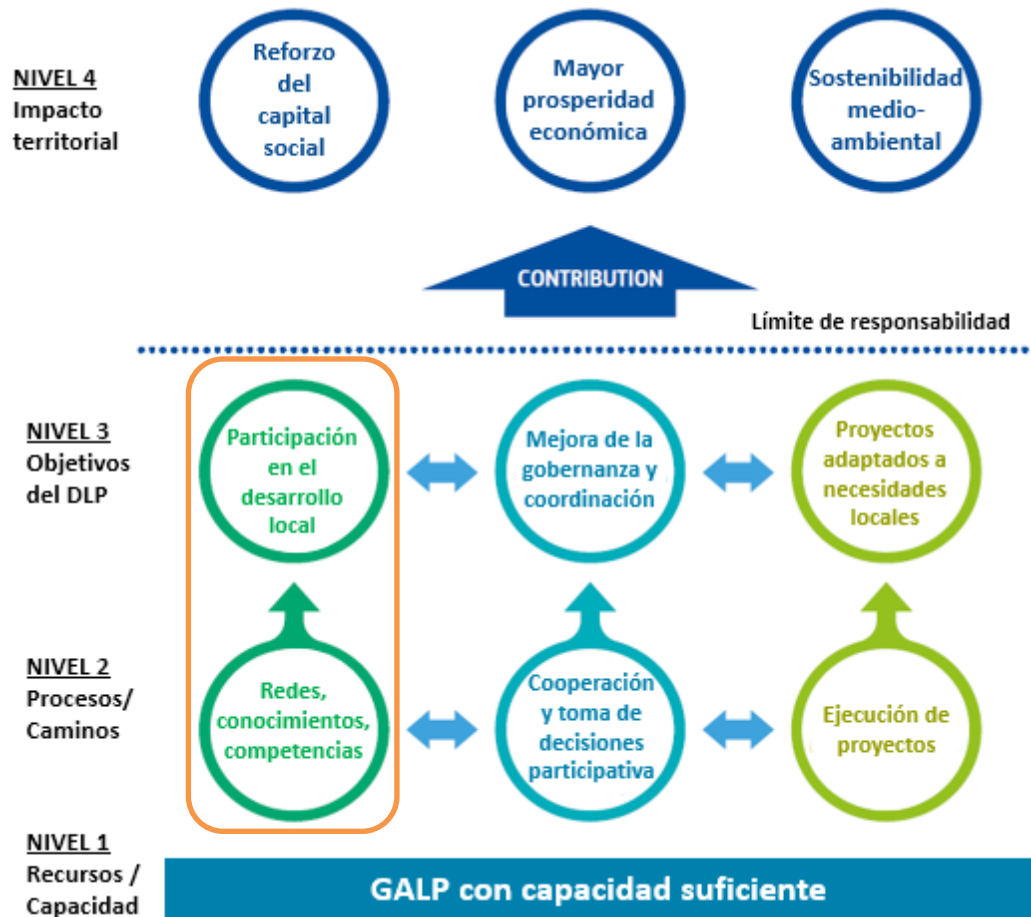 NIVEL 4
Impacto
territorial
Reforzo
del
capital
social
Mayor
prosperidad
económica
Sostenibilidad
medio-
ambiental
CONTRIBUTION
Límite de responsabilidad
NIVEL 3
Objetivos
del DLP
Participación
en el
desarrollo
local
Mejora de la
gobernanza y
coordinación
Proyectos
adaptados a
necesidades
locales
NIVEL 2
Procesos/
Caminos
Redes,
conocimientos,
competencias
Cooperación
y toma de
decisiones
participativa
Ejecución de
proyectos
NIVEL 1
Recursos /
Capacidad
GALP con capacidad suficiente